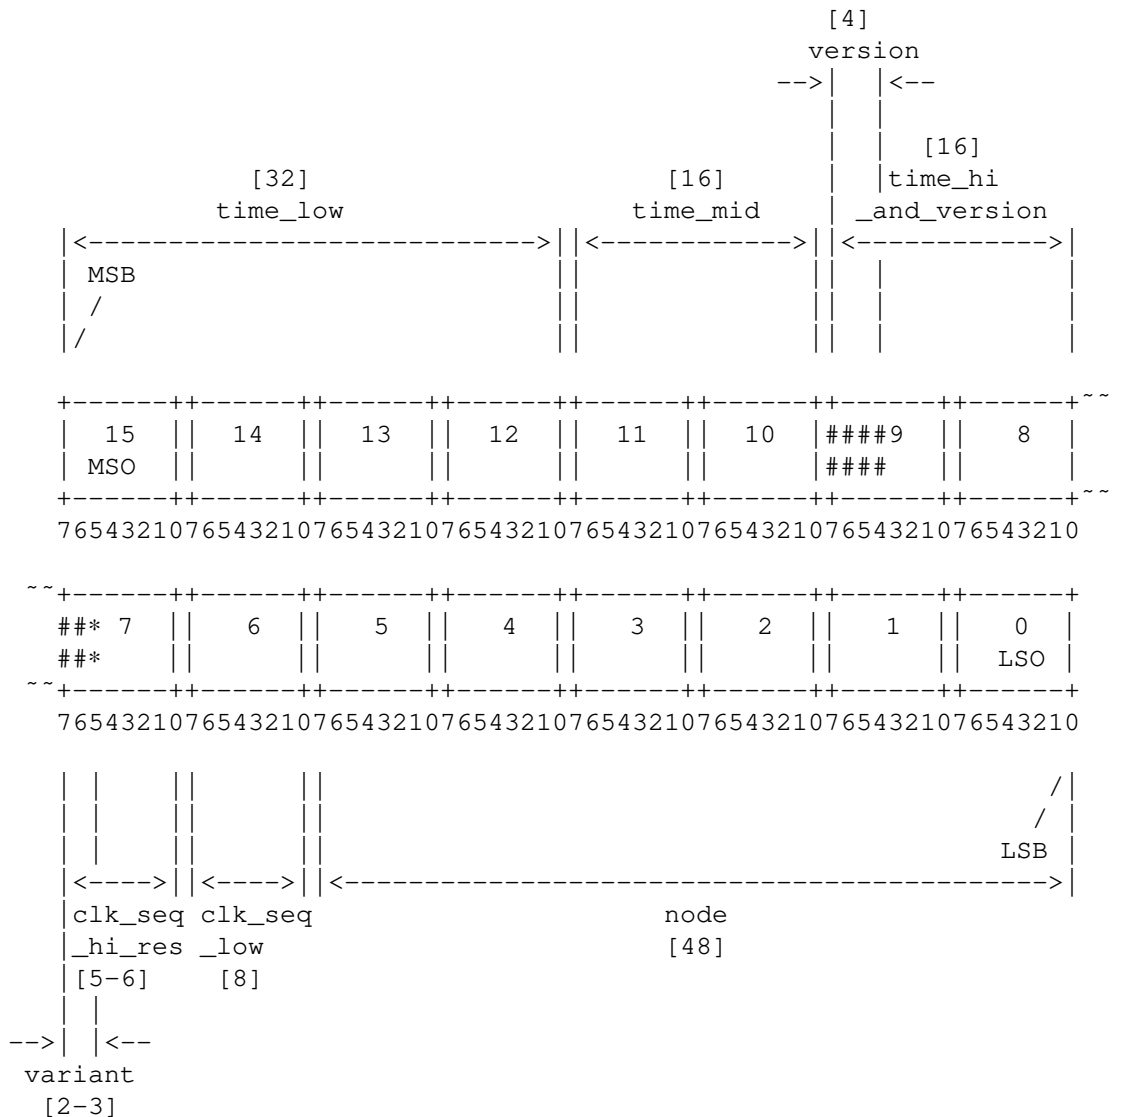 [4]
                                               version
                                             -->|  |<--
                                                |  |
                                                |  |
                                                |  |  [16]
            [32]                      [16]      |  |time_hi
          time_low                  time_mid    | _and_version
|<----------------------------->||<------------>||<------------>|
| MSB                           ||              ||  |           |
| /                             ||              ||  |           |
|/                              ||              ||  |           |

+------++------++------++------++------++------++------++------+~~
|  15  ||  14  ||  13  ||  12  ||  11  ||  10  |####9  ||   8  |
| MSO  ||      ||      ||      ||      ||      |####   ||      |
+------++------++------++------++------++------++------++------+~~
7654321076543210765432107654321076543210765432107654321076543210

~~+------++------++------++------++------++------++------++------+
##* 7  ||   6  ||   5  ||   4  ||   3  ||   2  ||   1  ||   0  |
##*    ||      ||      ||      ||      ||      ||      ||  LSO |
~~+------++------++------++------++------++------++------++------+
7654321076543210765432107654321076543210765432107654321076543210

| |    ||      ||                                             /|
| |    ||      ||                                            / |
| |    ||      ||                                          LSB |
|<---->||<---->||<-------------------------------------------->|
|clk_seq clk_seq                      node
|_hi_res _low                         [48]
|[5-6]    [8]
| |
-->| |<--
variant
[2-3]